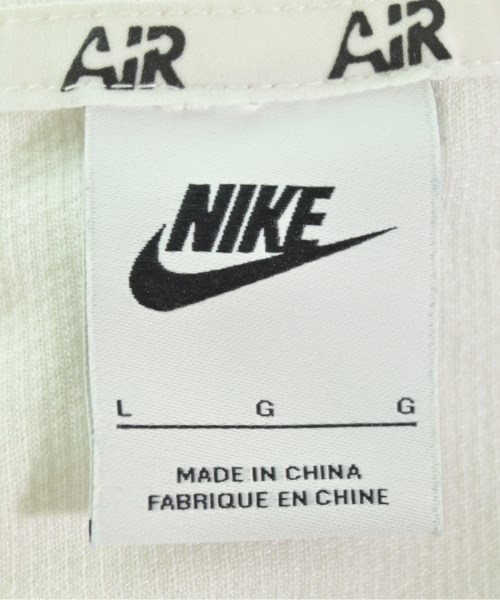 AIR AIR
NIKE
L G G
MADE IN CHINA
FABRIQUE EN CHINE